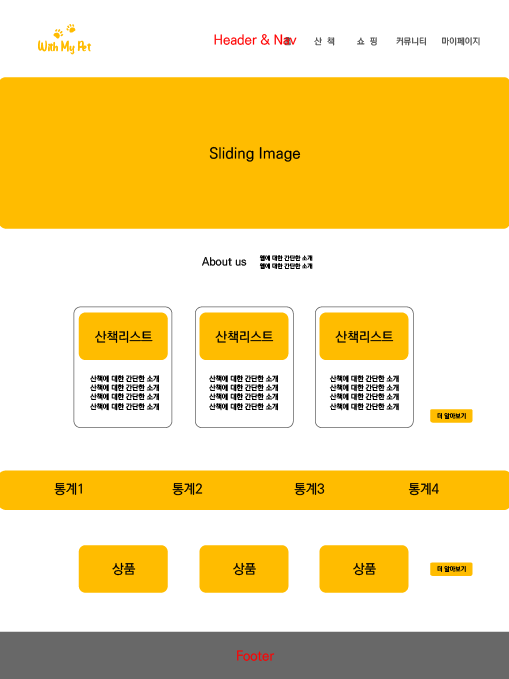 With My Pet
Header & Nav
산 책
쇼 핑
커뮤니티
마이페이지
Sliding Image
About us
웹에 대한 간단한 소개
웹에 대한 간단한 소개
산책리스트
산책에 대한 간단한 소개
산책에 대한 간단한 소개
산책에 대한 간단한 소개
산책에 대한 간단한 소개
산책리스트
산책에 대한 간단한 소개
산책에 대한 간단한 소개
산책에 대한 간단한 소개
산책에 대한 간단한 소개
산책리스트
산책에 대한 간단한 소개
산책에 대한 간단한 소개
산책에 대한 간단한 소개
산책에 대한 간단한 소개
더 알아보기
통계1
통계2
통계3
통계4
상품
상품
상품
더 알아보기
Footer